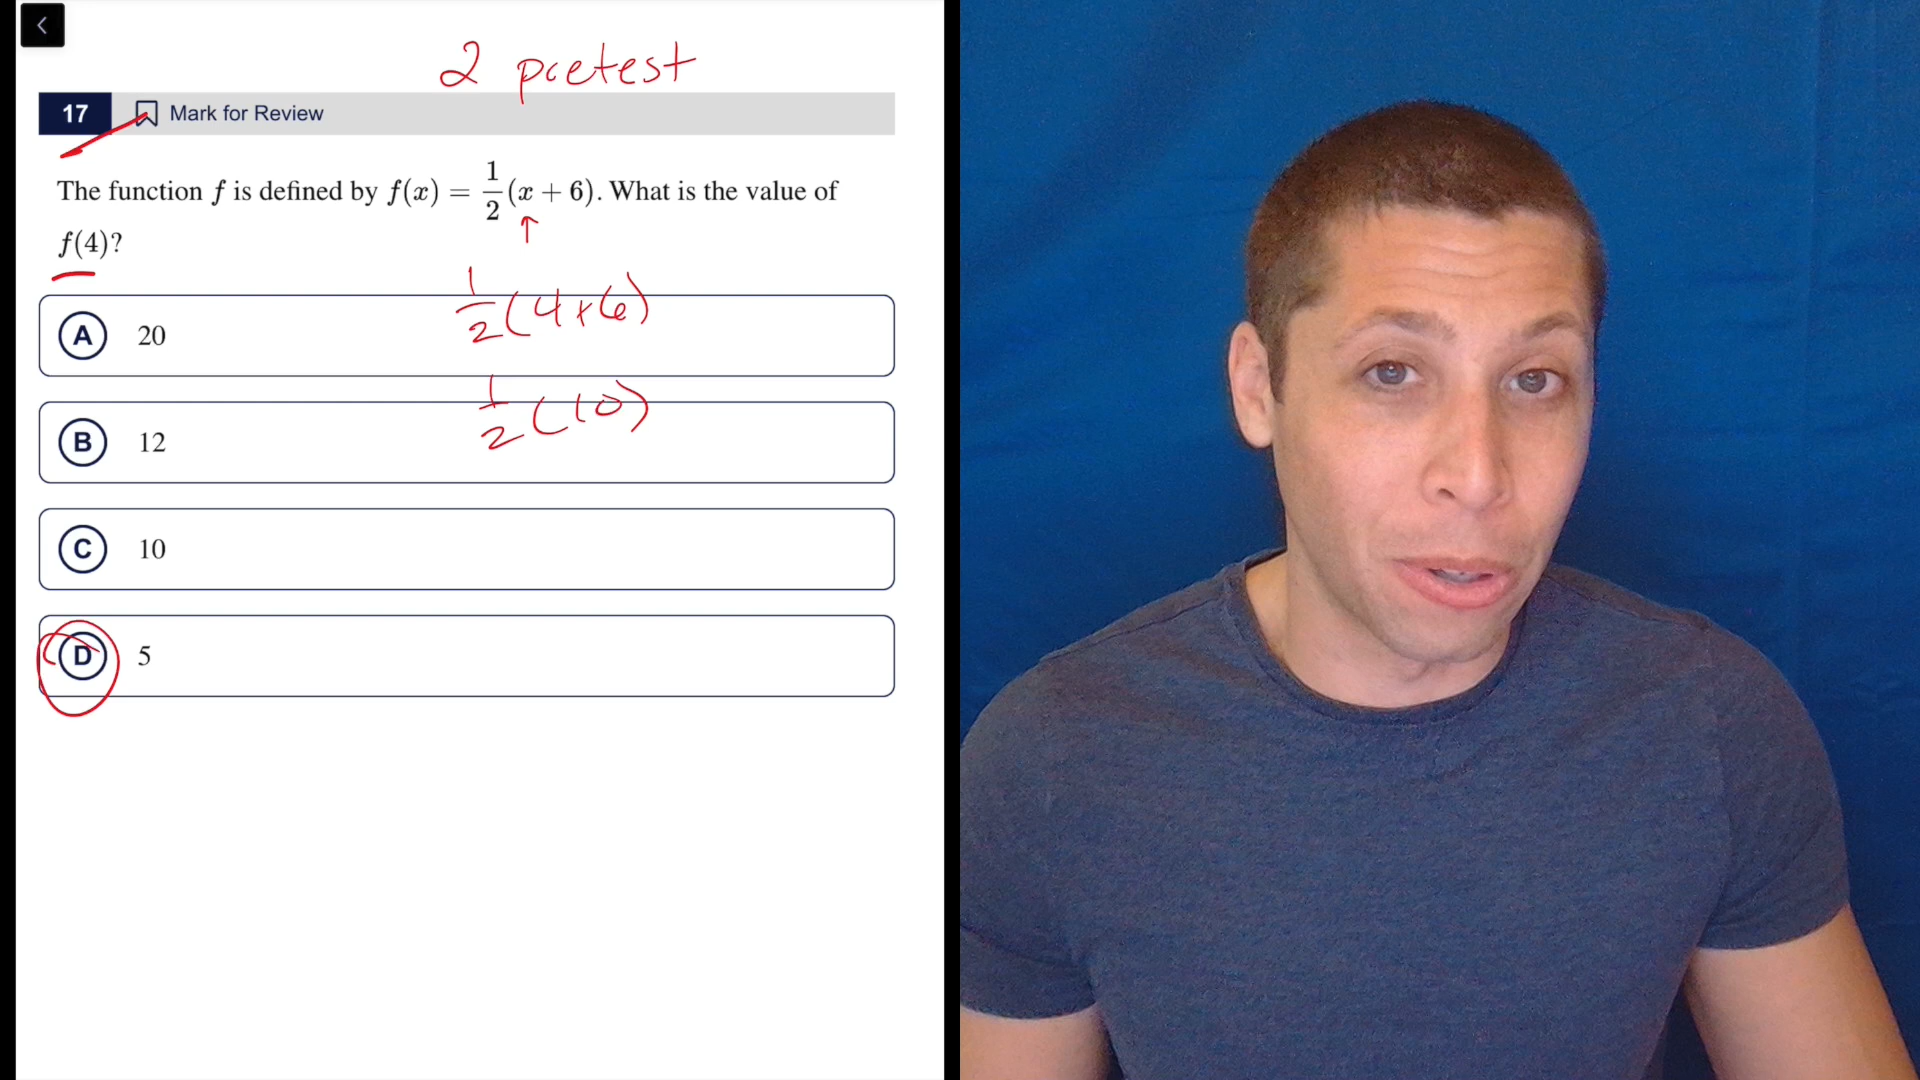 2 pretest
17 Mark for Review
The function f is defined by f(x) = 1/2 (x + 6). What is the value of
f(4)?
1/2 (4+6)
A 20
1/2 (10)
B 12
C 10
D 5